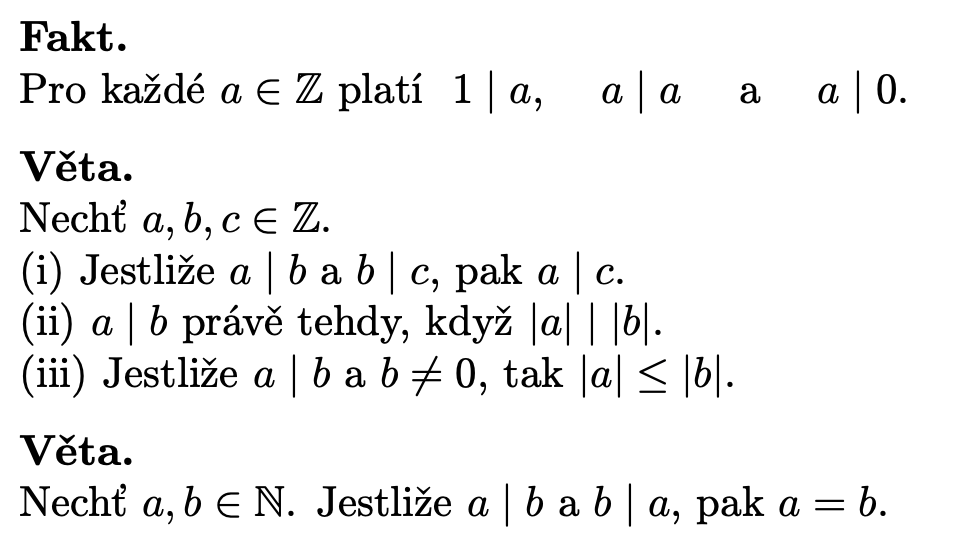 Fakt.
Pro každé a ∈ ℤ platí 1 | a, a | a a a | 0.
Věta.
Nechť a, b, c ∈ ℤ.
(i) Jestliže a | b a b | c, pak a | c.
(ii) a | b právě tehdy, když |a| | |b|.
(iii) Jestliže a | b a b ≠ 0, tak |a| ≤ |b|.
Věta.
Nechť a, b ∈ ℕ. Jestliže a | b a b | a, pak a = b.